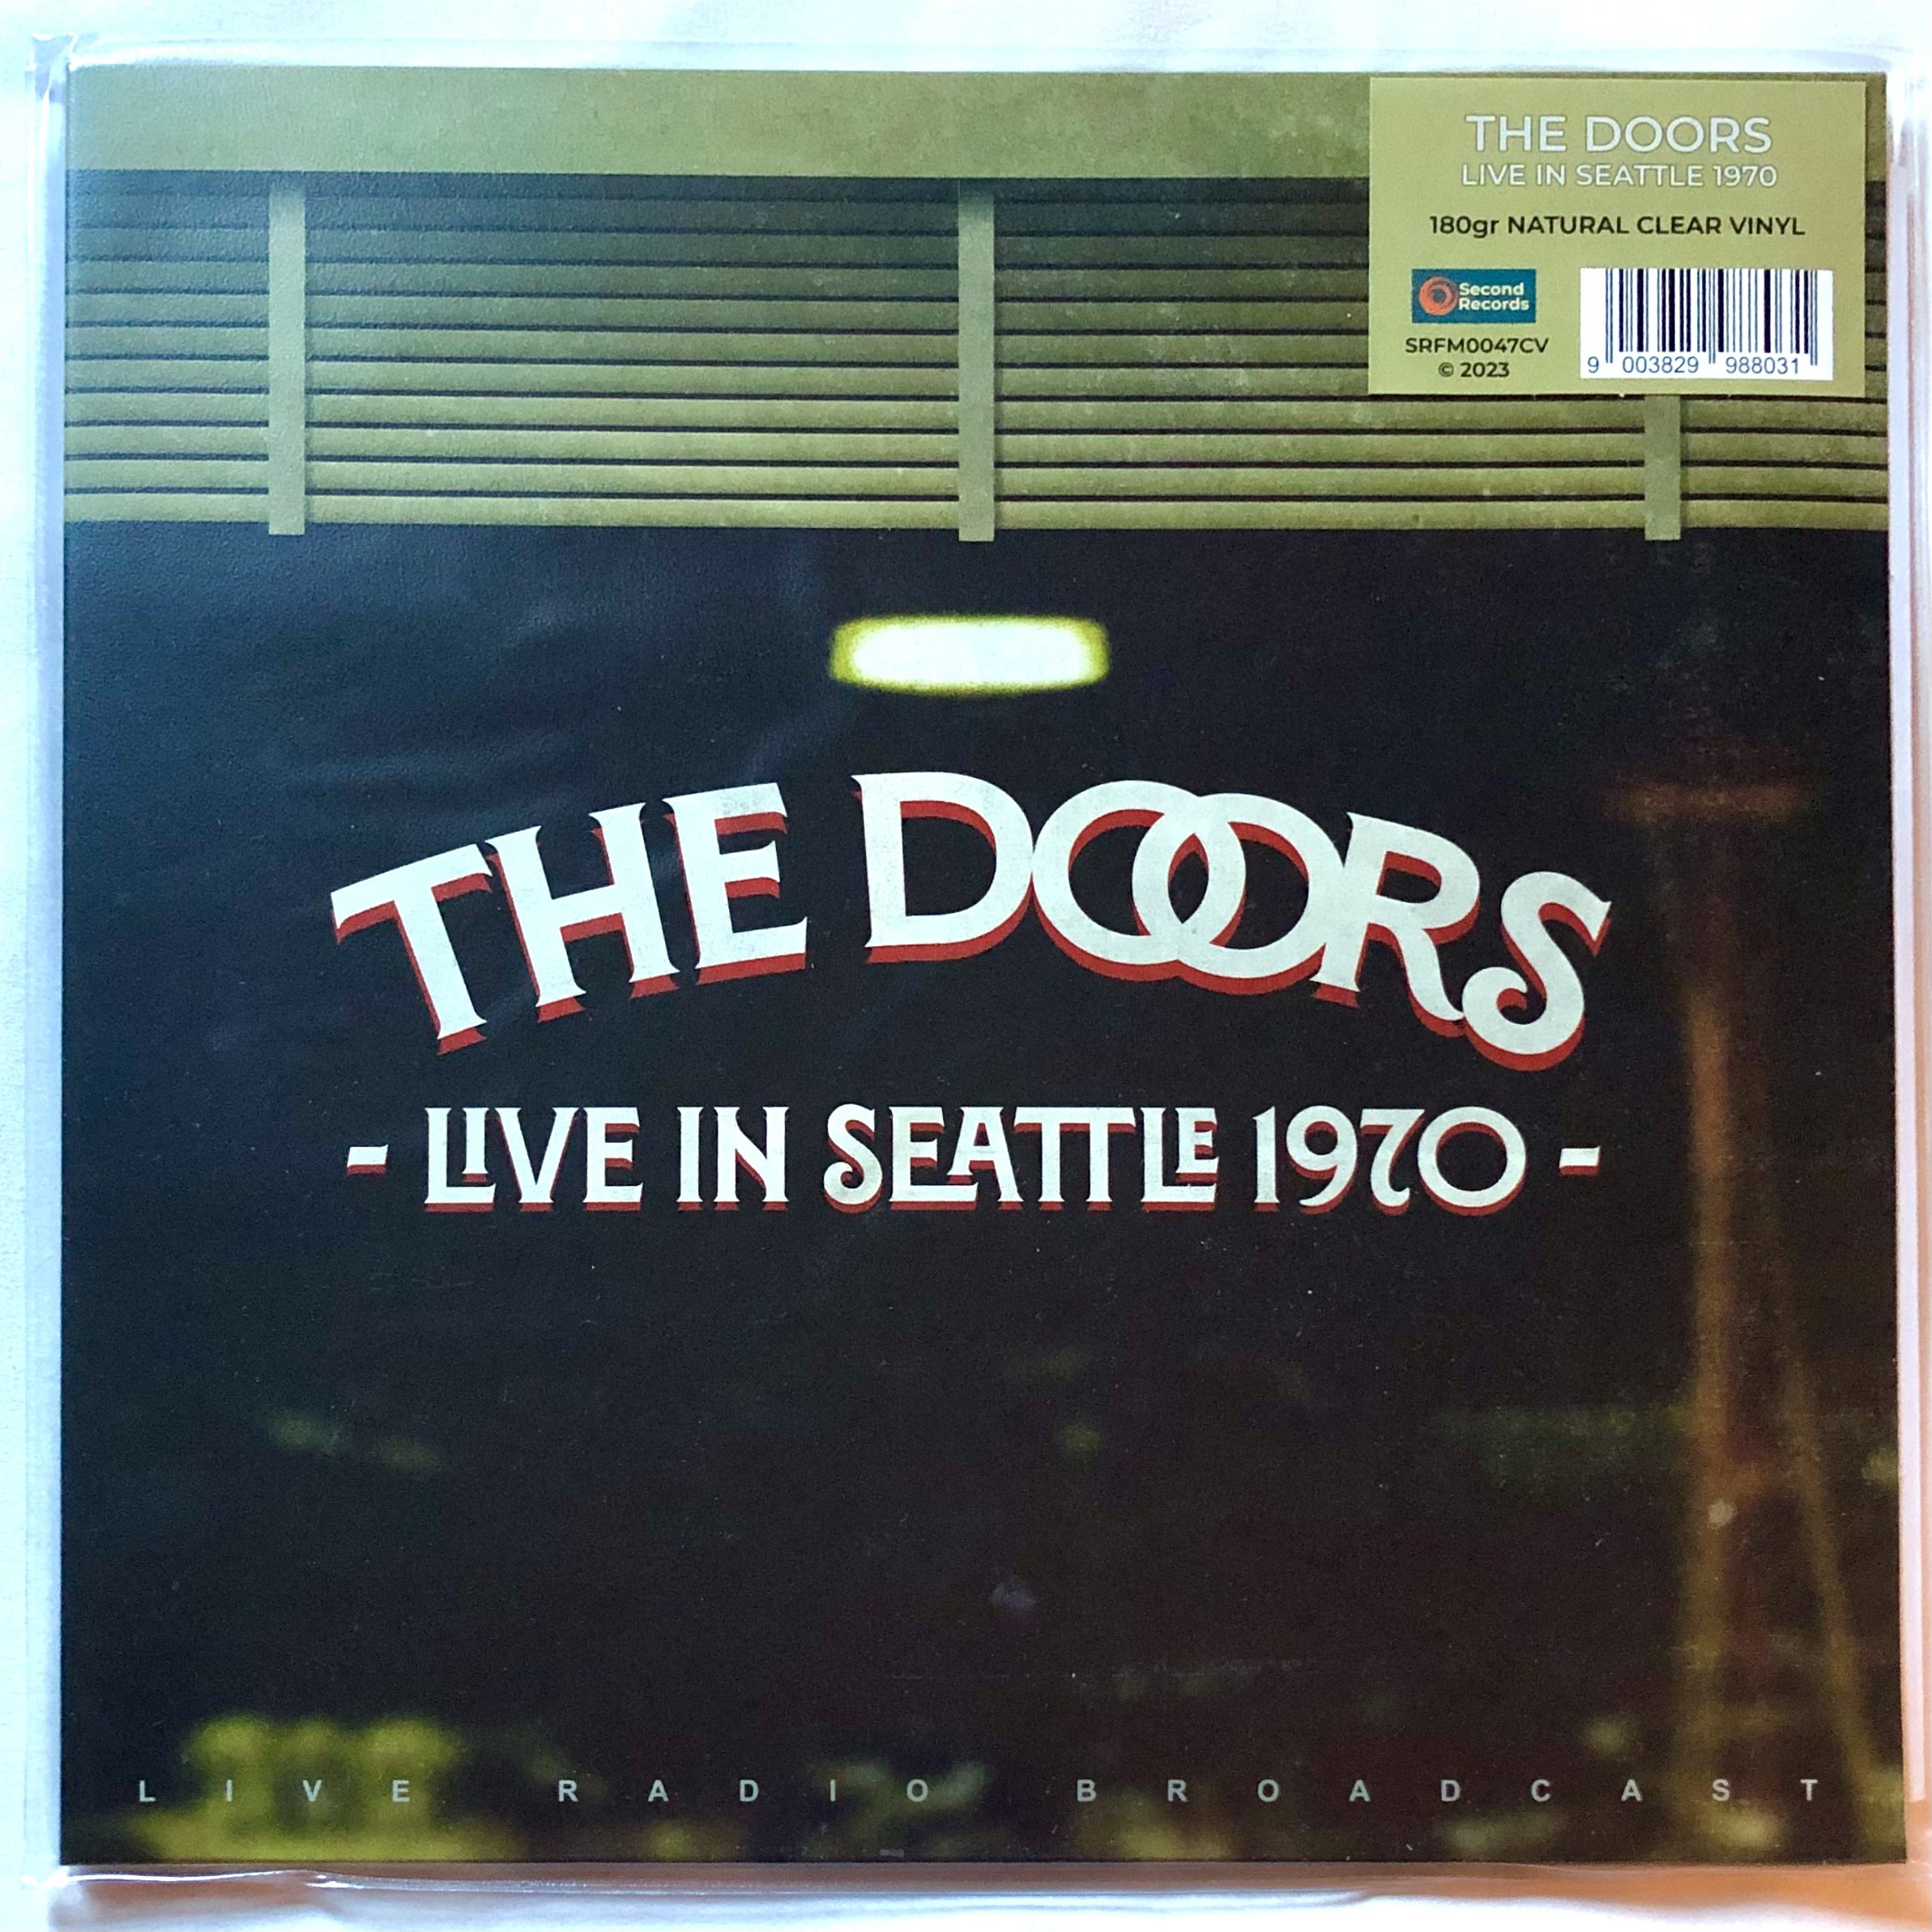 THE DOORS
LIVE IN SEATTLE 1970
180gr NATURAL CLEAR VINYL
Second
Records
SRFM0047CV
© 2023
9 003829 988031
THE DOORS
- LIVE IN SEATTLE 1970 -
LIVE RADIO BROADCAST